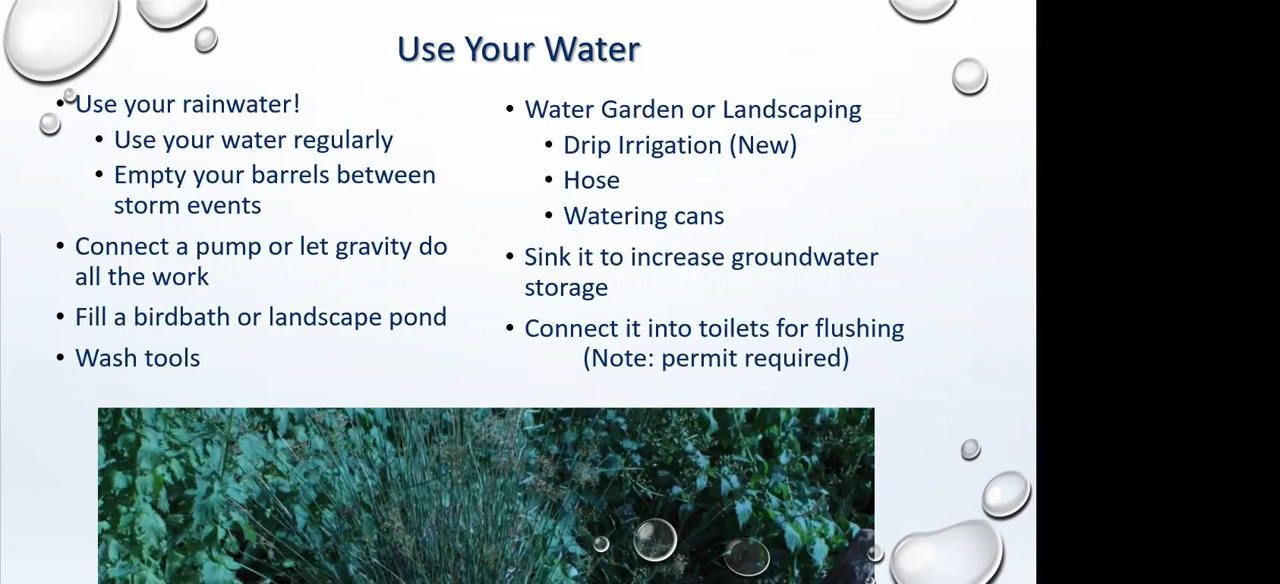 Use Your Water
Use your rainwater!
Use your water regularly
Empty your barrels between
storm events
Connect a pump or let gravity do
all the work
Fill a birdbath or landscape pond
Wash tools
Water Garden or Landscaping
Drip Irrigation (New)
Hose
Watering cans
Sink it to increase groundwater
storage
Connect it into toilets for flushing
(Note: permit required)